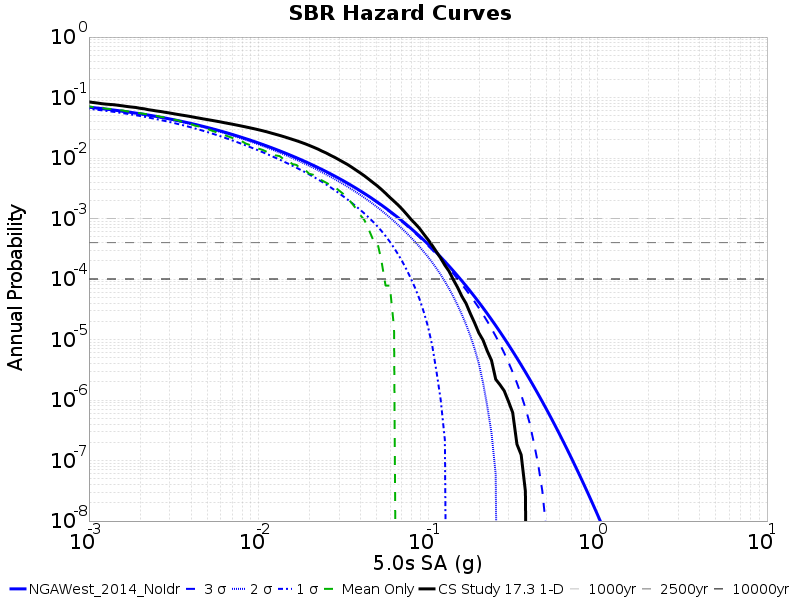 SBR Hazard Curves
Annual Probability
10^0
10^-1
10^-2
10^-3
10^-4
10^-5
10^-6
10^-7
10^-8
10^-3 10^-2 10^-1 10^0 10^1
5.0s SA (g)
NGAWest_2014_NoIdr 3 σ 2 σ 1 σ Mean Only CS Study 17.3 1-D 1000yr 2500yr 10000yr